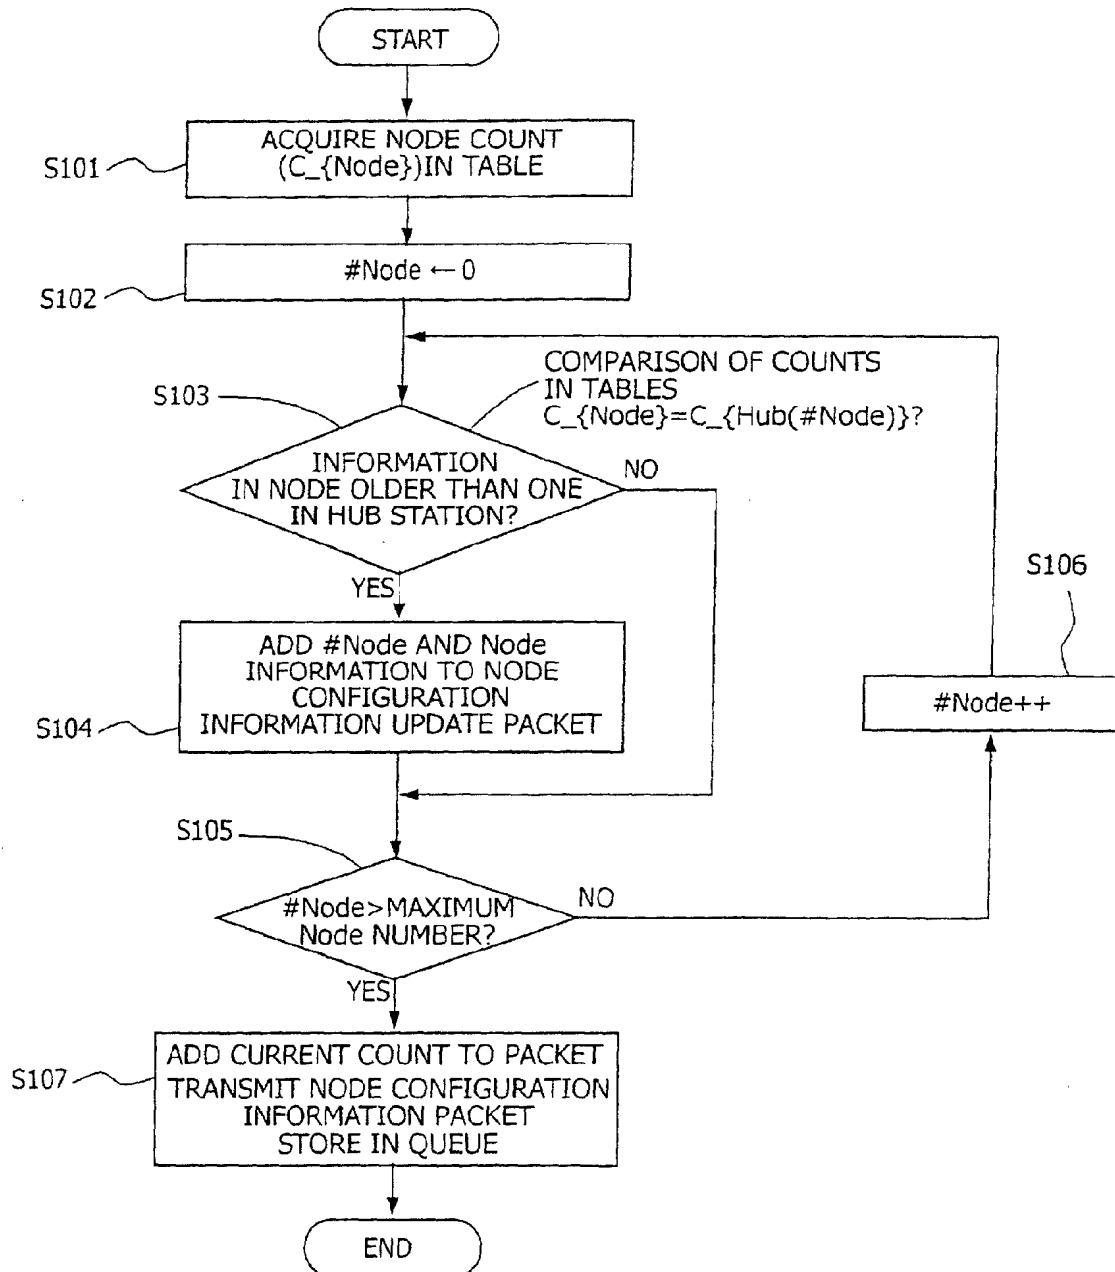 START
S101
ACQUIRE NODE COUNT
(C_{Node})IN TABLE
S102
#Node ← 0
S103
COMPARISON OF COUNTS
IN TABLES
C_{Node}=C_{Hub(#Node)}?
INFORMATION
IN NODE OLDER THAN ONE
IN HUB STATION?
NO
YES
S104
ADD #Node AND Node
INFORMATION TO NODE
CONFIGURATION
INFORMATION UPDATE PACKET
S106
#Node++
S105
#Node>MAXIMUM
Node NUMBER?
NO
YES
S107
ADD CURRENT COUNT TO PACKET
TRANSMIT NODE CONFIGURATION
INFORMATION PACKET
STORE IN QUEUE
END